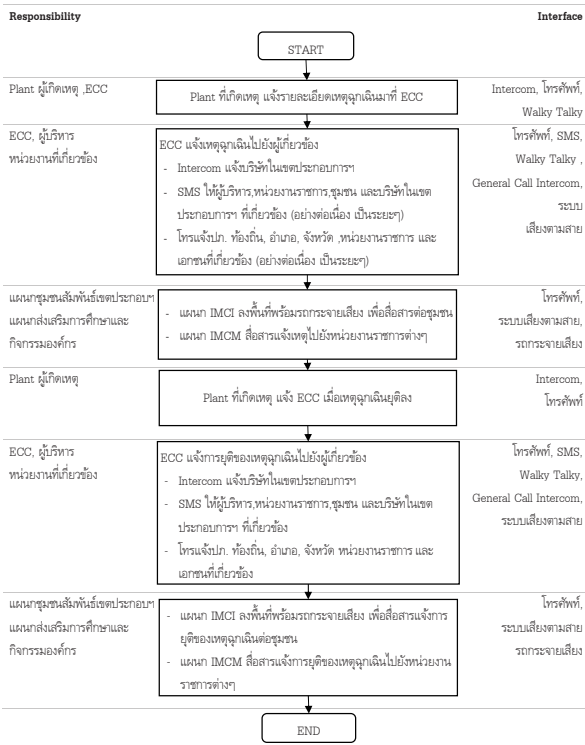 Responsibility
Interface
START
Plant ผู้เกิดเหตุ ,ECC
Plant ที่เกิดเหตุ แจ้งรายละเอียดเหตุฉุกเฉินมาที่ ECC
Intercom, โทรศัพท์,
Walky Talky
ECC, ผู้บริหาร
หน่วยงานที่เกี่ยวข้อง
ECC แจ้งเหตุฉุกเฉินไปยังผู้เกี่ยวข้อง
- Intercom แจ้งบริษัทในเขตประกอบการฯ
- SMS ให้ผู้บริหาร,หน่วยงานราชการ,ชุมชน และบริษัทในเขต
ประกอบการฯ ที่เกี่ยวข้อง (อย่างต่อเนื่อง เป็นระยะๆ)
- โทรแจ้งปภ. ท้องถิ่น, อำเภอ, จังหวัด ,หน่วยงานราชการ และ
เอกชนที่เกี่ยวข้อง (อย่างต่อเนื่อง เป็นระยะๆ)
โทรศัพท์, SMS,
Walky Talky ,
General Call Intercom,
ระบบ
เสียงตามสาย
แผนกชุมชนสัมพันธ์เขตประกอบฯ
แผนกส่งเสริมการศึกษาและ
กิจกรรมองค์กร
- แผนก IMCI ลงพื้นที่พร้อมรถกระจายเสียง เพื่อสื่อสารต่อชุมชน
- แผนก IMCM สื่อสารแจ้งเหตุไปยังหน่วยงานราชการต่างๆ
โทรศัพท์,
ระบบเสียงตามสาย,
รถกระจายเสียง
Plant ผู้เกิดเหตุ
Plant ที่เกิดเหตุ แจ้ง ECC เมื่อเหตุฉุกเฉินยุติลง
Intercom,
โทรศัพท์
ECC, ผู้บริหาร
หน่วยงานที่เกี่ยวข้อง
ECC แจ้งการยุติของเหตุฉุกเฉินไปยังผู้เกี่ยวข้อง
- Intercom แจ้งบริษัทในเขตประกอบการฯ
- SMS ให้ผู้บริหาร,หน่วยงานราชการ,ชุมชน และบริษัทในเขต
ประกอบการฯ ที่เกี่ยวข้อง
- โทรแจ้งปภ. ท้องถิ่น, อำเภอ, จังหวัด หน่วยงานราชการ และ
เอกชนที่เกี่ยวข้อง
โทรศัพท์, SMS,
Walky Talky,
General Call Intercom,
ระบบเสียงตามสาย
แผนกชุมชนสัมพันธ์เขตประกอบฯ
แผนกส่งเสริมการศึกษาและ
กิจกรรมองค์กร
- แผนก IMCI ลงพื้นที่พร้อมรถกระจายเสียง เพื่อสื่อสารแจ้งการ
ยุติของเหตุฉุกเฉินต่อชุมชน
- แผนก IMCM สื่อสารแจ้งการยุติของเหตุฉุกเฉินไปยังหน่วยงาน
ราชการต่างๆ
โทรศัพท์,
ระบบเสียงตามสาย
รถกระจายเสียง
END